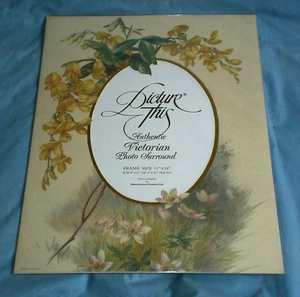 Picture®
This
Authentic
Victorian
Photo Surround
FRAME SIZE 11" × 14"